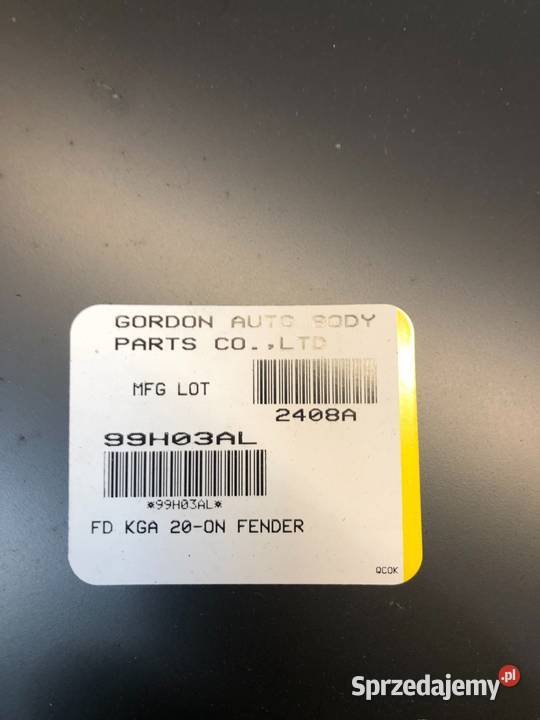 GORDON AUTO BODY
PARTS CO.,LTD
MFG LOT
2408A
99H03AL
*99H03AL*
FD KGA 20-ON FENDER
QCOK
Sprzedajemy.pl